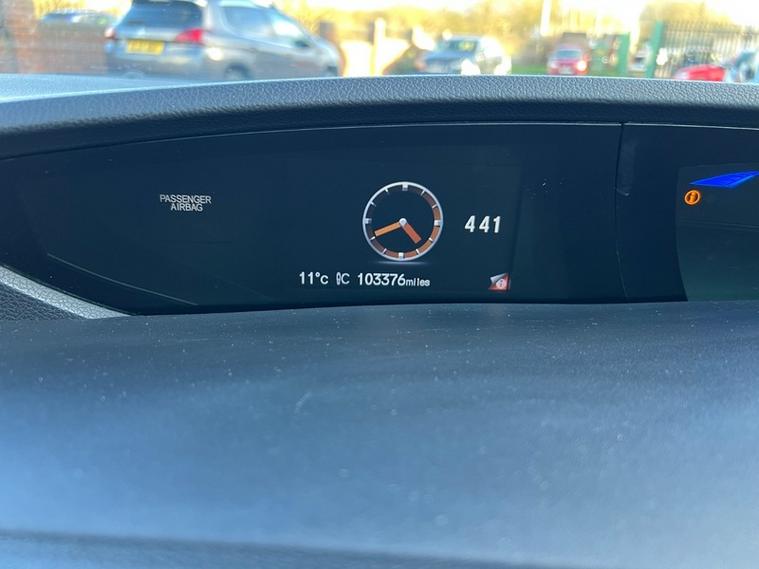 PASSENGER
AIRBAG
441
11°c 103376miles